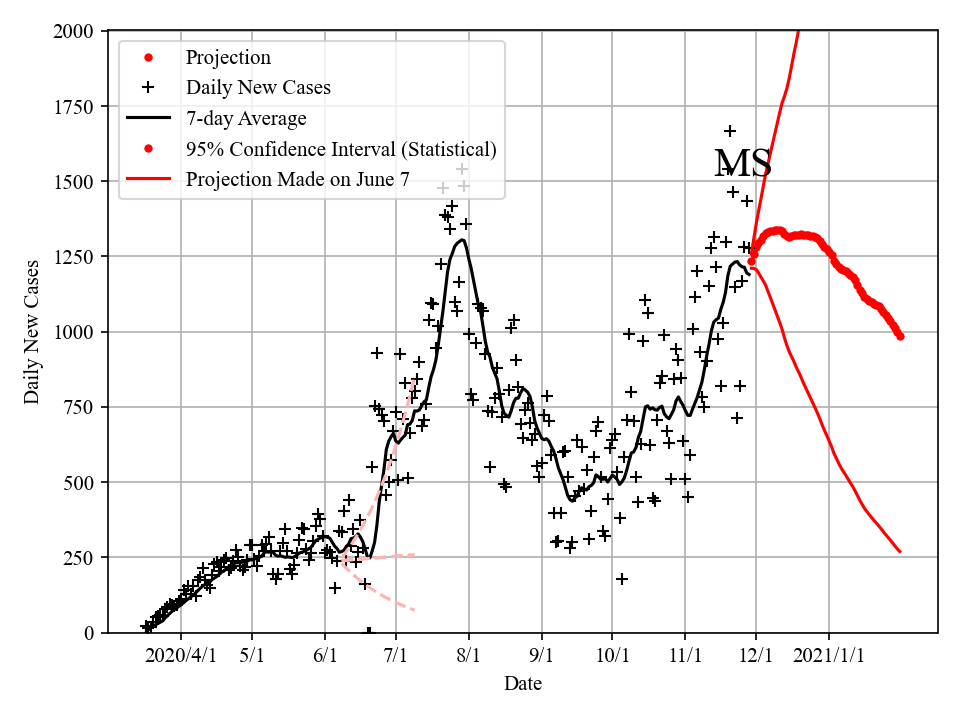 2000
1750
1500
1250
1000
750
500
250
0
Daily New Cases
Projection
Daily New Cases
7-day Average
95% Confidence Interval (Statistical)
Projection Made on June 7
MS
2020/4/1 5/1 6/1 7/1 8/1 9/1 10/1 11/1 12/1 2021/1/1
Date